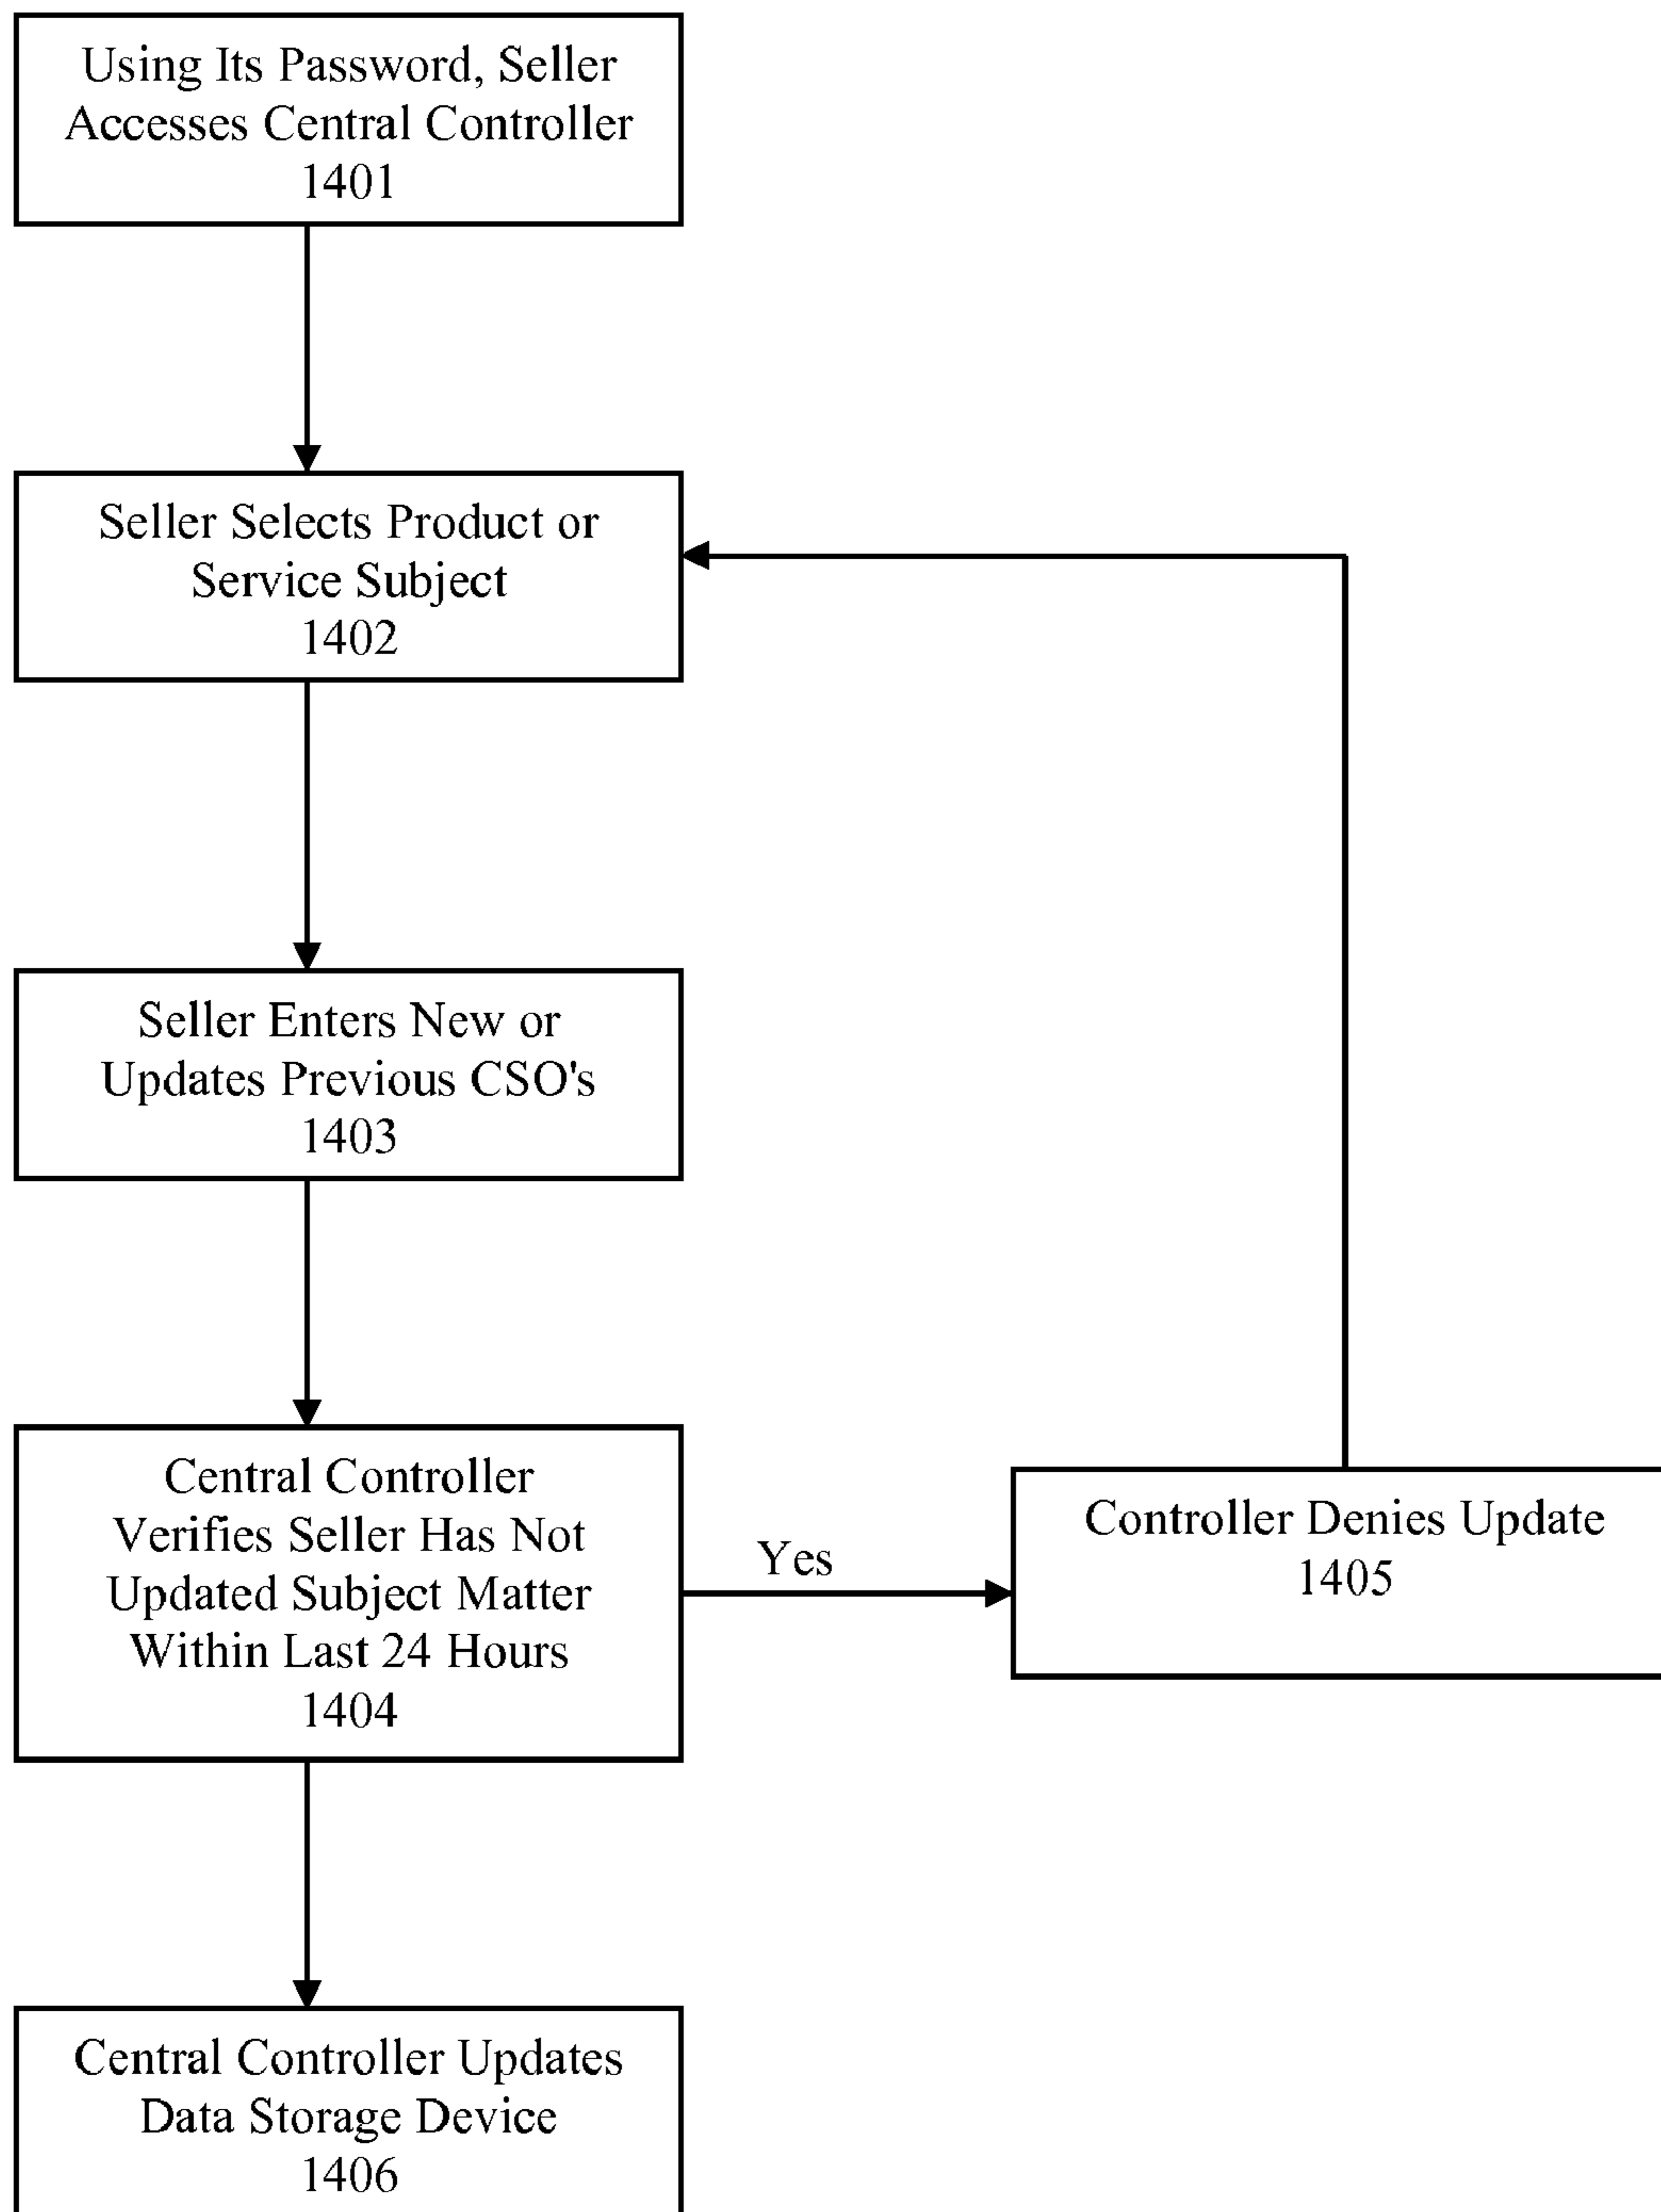 Using Its Password, Seller
Accesses Central Controller
1401
Seller Selects Product or
Service Subject
1402
Seller Enters New or
Updates Previous CSO's
1403
Central Controller
Verifies Seller Has Not
Updated Subject Matter
Within Last 24 Hours
1404
Yes
Controller Denies Update
1405
Central Controller Updates
Data Storage Device
1406